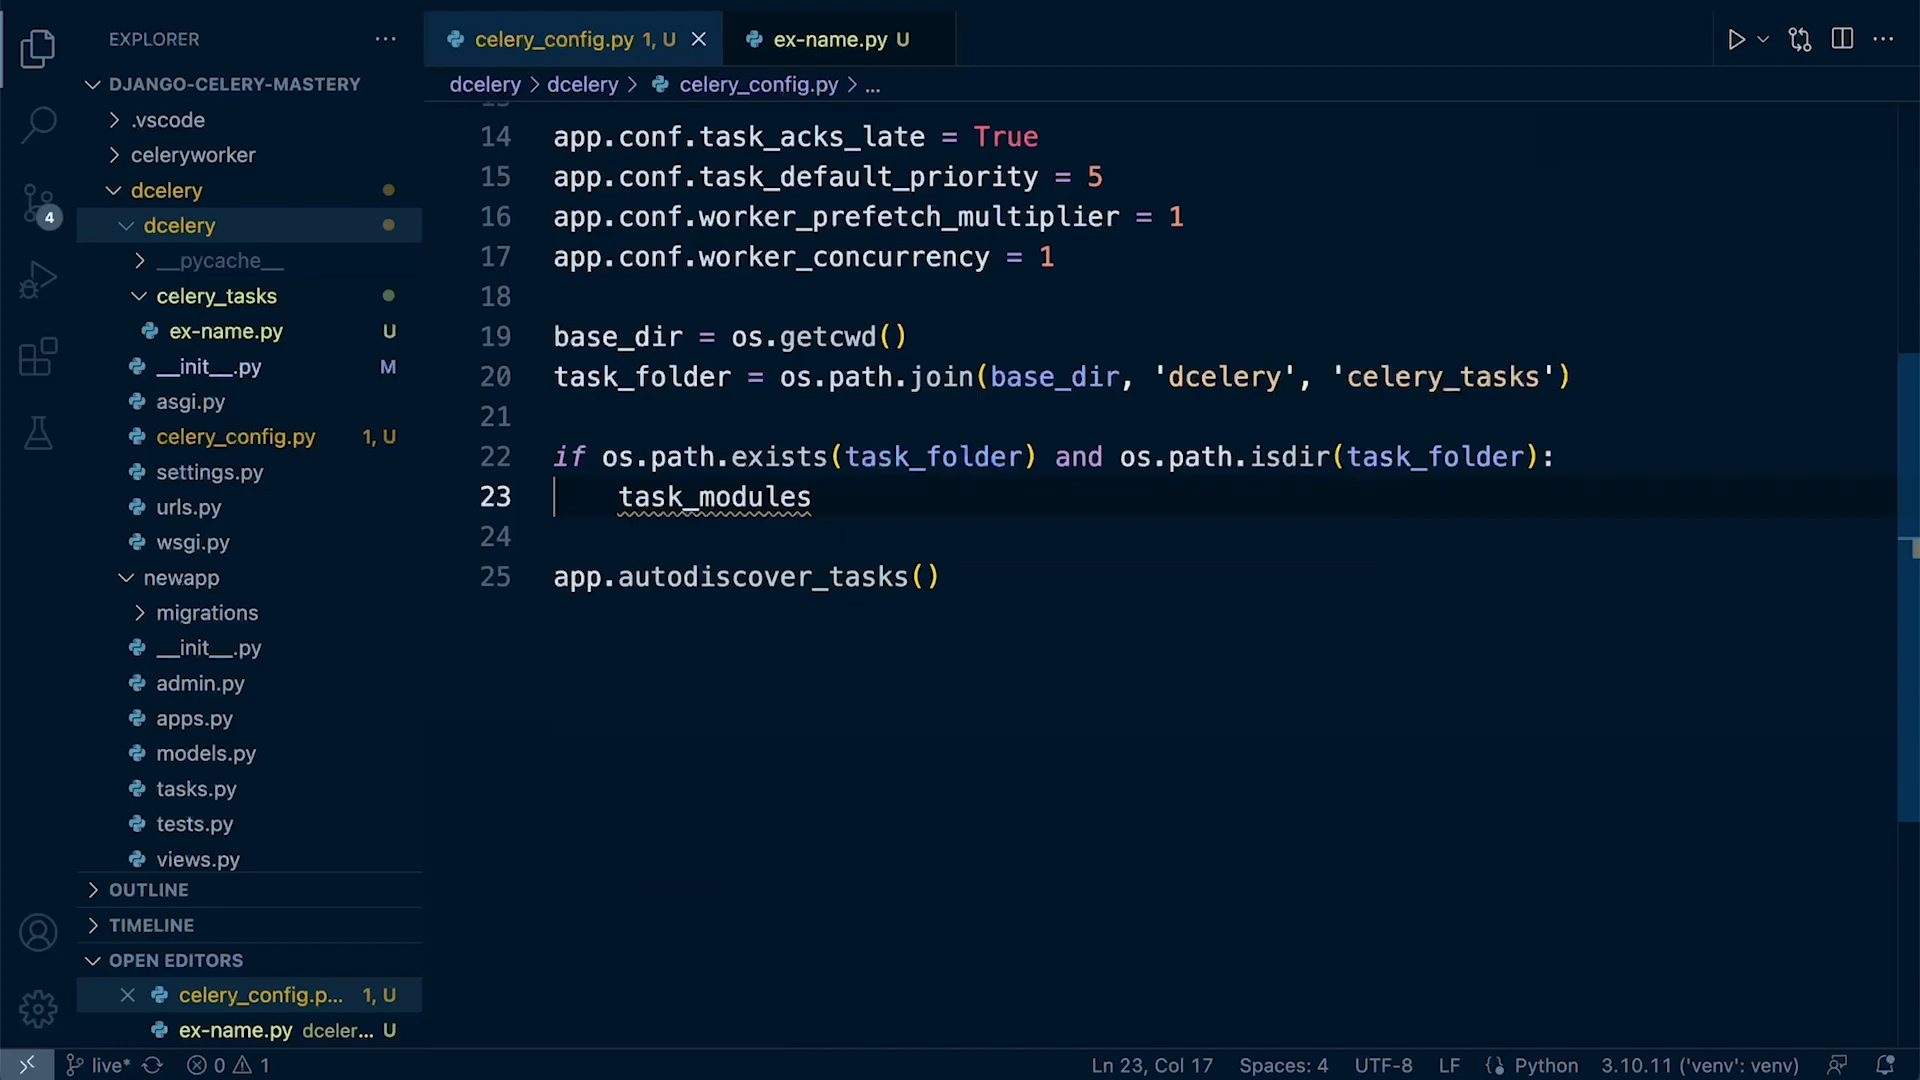 EXPLORER
DJANGO-CELERY-MASTERY
.vscode
celeryworker
dcelery
dcelery
__pycache__
celery_tasks
ex-name.py U
__init__.py M
asgi.py
celery_config.py 1, U
settings.py
urls.py
wsgi.py
newapp
migrations
__init__.py
admin.py
apps.py
models.py
tasks.py
tests.py
views.py
OUTLINE
TIMELINE
OPEN EDITORS
celery_config.p... 1, U
ex-name.py dceler... U
4
celery_config.py 1, U
ex-name.py U
dcelery > dcelery > celery_config.py > ...
14 app.conf.task_acks_late = True
15 app.conf.task_default_priority = 5
16 app.conf.worker_prefetch_multiplier = 1
17 app.conf.worker_concurrency = 1
18
19 base_dir = os.getcwd()
20 task_folder = os.path.join(base_dir, 'dcelery', 'celery_tasks')
21
22 if os.path.exists(task_folder) and os.path.isdir(task_folder):
23 task_modules
24
25 app.autodiscover_tasks()
live* 0 1 Ln 23, Col 17 Spaces: 4 UTF-8 LF Python 3.10.11 ('venv': venv)